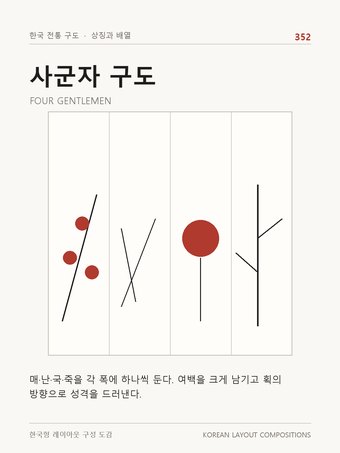 한국 전통 구도 · 상징과 배열
352
사군자 구도
FOUR GENTLEMEN
매·난·국·죽을 각 폭에 하나씩 둔다. 여백을 크게 남기고 획의
방향으로 성격을 드러낸다.
한국형 레이아웃 구성 도감
KOREAN LAYOUT COMPOSITIONS